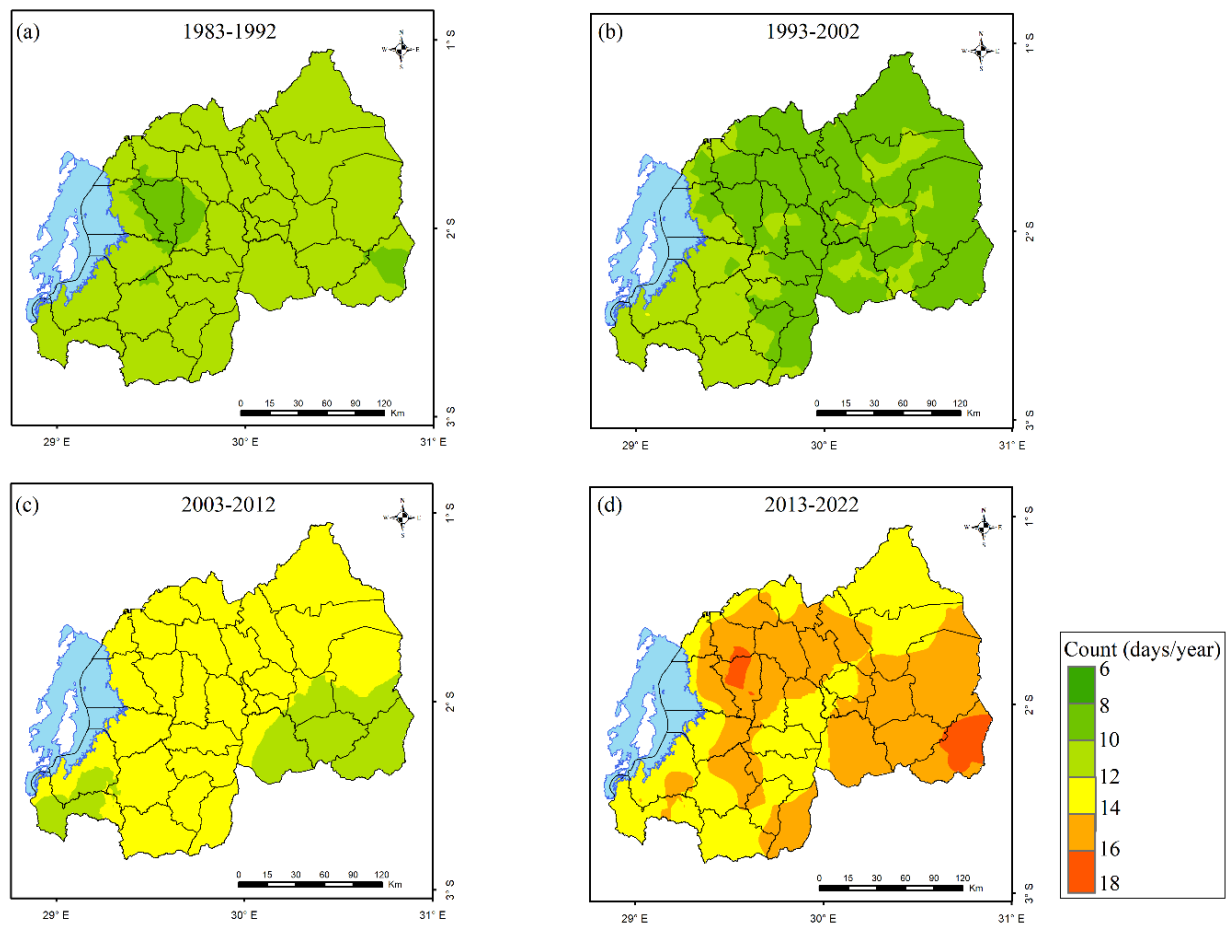 (a)
1983-1992
N
W
E
S
1° S
2° S
3° S
0 15 30 60 90 120
Km
29° E
30° E
31° E
(b)
1993-2002
N
W
E
S
1° S
2° S
3° S
0 15 30 60 90 120
Km
29° E
30° E
31° E
(c)
2003-2012
N
W
S
1° S
2° S
3° S
0 15 30 60 90 120
Km
29° E
30° E
31° E
(d)
2013-2022
N
W
E
S
1° S
2° S
3° S
0 15 30 60 90 120
Km
29° E
30° E
31° E
Count (days/year)
6
8
10
12
14
16
18